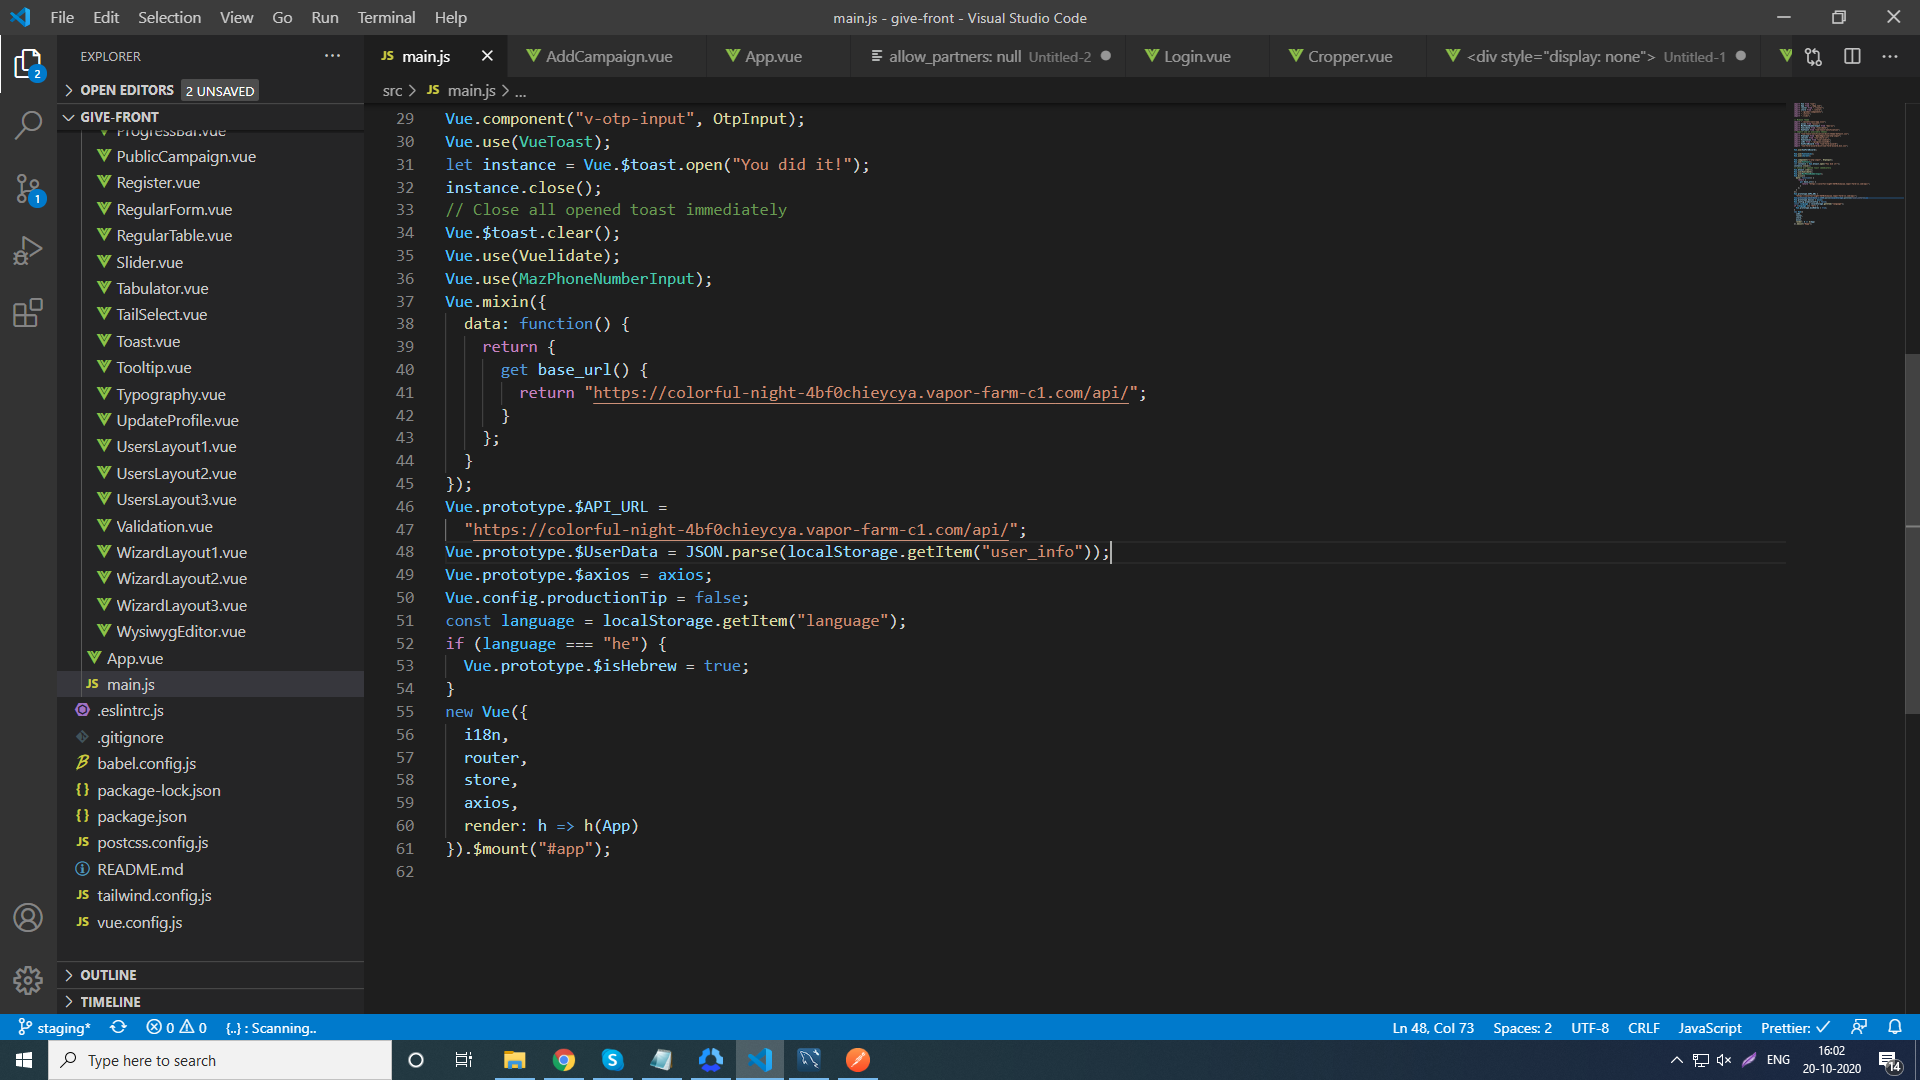 File Edit Selection View Go Run Terminal Help
main.js - give-front - Visual Studio Code
EXPLORER
OPEN EDITORS 2 UNSAVED
GIVE-FRONT
ProgressBar.vue
PublicCampaign.vue
Register.vue
RegularForm.vue
RegularTable.vue
Slider.vue
Tabulator.vue
TailSelect.vue
Toast.vue
Tooltip.vue
Typography.vue
UpdateProfile.vue
UsersLayout1.vue
UsersLayout2.vue
UsersLayout3.vue
Validation.vue
WizardLayout1.vue
WizardLayout2.vue
WizardLayout3.vue
WysiwygEditor.vue
App.vue
JS main.js
.eslintrc.js
.gitignore
babel.config.js
{} package-lock.json
{} package.json
JS postcss.config.js
README.md
JS tailwind.config.js
JS vue.config.js
OUTLINE
TIMELINE
2
1
JS main.js AddCampaign.vue App.vue allow_partners: null Untitled-2 Login.vue Cropper.vue <div style="display: none"> Untitled-1
src > JS main.js > ...
29 Vue.component("v-otp-input", OtpInput);
30 Vue.use(VueToast);
31 let instance = Vue.$toast.open("You did it!");
32 instance.close();
33 // Close all opened toast immediately
34 Vue.$toast.clear();
35 Vue.use(Vuelidate);
36 Vue.use(MazPhoneNumberInput);
37 Vue.mixin({
38 data: function() {
39 return {
40 get base_url() {
41 return "https://colorful-night-4bf0chieycya.vapor-farm-c1.com/api/";
42 }
43 };
44 }
45 });
46 Vue.prototype.$API_URL =
47 "https://colorful-night-4bf0chieycya.vapor-farm-c1.com/api/";
48 Vue.prototype.$UserData = JSON.parse(localStorage.getItem("user_info"));
49 Vue.prototype.$axios = axios;
50 Vue.config.productionTip = false;
51 const language = localStorage.getItem("language");
52 if (language === "he") {
53 Vue.prototype.$isHebrew = true;
54 }
55 new Vue({
56 i18n,
57 router,
58 store,
59 axios,
60 render: h => h(App)
61 }).$mount("#app");
62
staging* 0 0 {..} : Scanning.. Ln 48, Col 73 Spaces: 2 UTF-8 CRLF JavaScript Prettier: ✓
Type here to search
ENG 16:02
20-10-2020
14